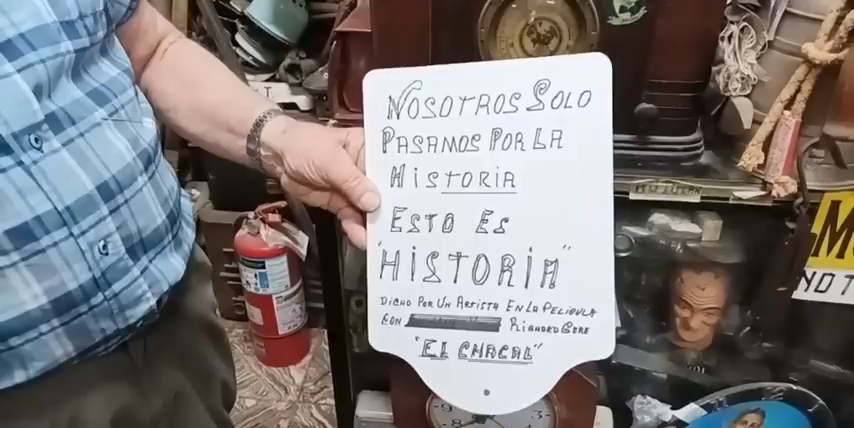 NOSOTROS SOLO
PASAMOS POR LA
HISTORIA
ESTO ES
"HISTORIA"
DICHO POR UN ARTISTA EN LA PELICULA
CON RICHARD GERE
"EL CHACAL"
NOT